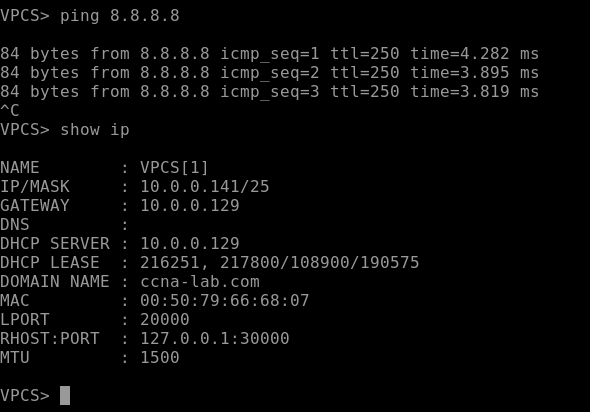 VPCS> ping 8.8.8.8
84 bytes from 8.8.8.8 icmp_seq=1 ttl=250 time=4.282 ms
84 bytes from 8.8.8.8 icmp_seq=2 ttl=250 time=3.895 ms
84 bytes from 8.8.8.8 icmp_seq=3 ttl=250 time=3.819 ms
^C
VPCS> show ip
NAME        : VPCS[1]
IP/MASK     : 10.0.0.141/25
GATEWAY     : 10.0.0.129
DNS         :
DHCP SERVER : 10.0.0.129
DHCP LEASE  : 216251, 217800/108900/190575
DOMAIN NAME : ccna-lab.com
MAC         : 00:50:79:66:68:07
LPORT       : 20000
RHOST:PORT  : 127.0.0.1:30000
MTU         : 1500
VPCS>